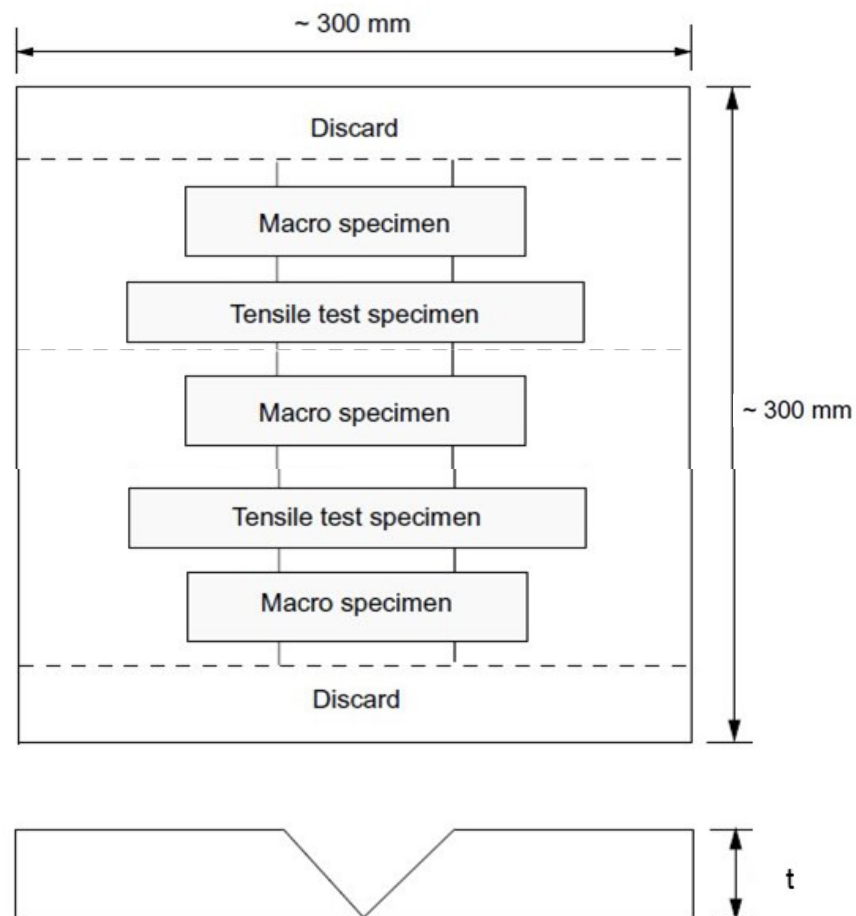 ~ 300 mm
Discard
Macro specimen
Tensile test specimen
Macro specimen
~ 300 mm
Tensile test specimen
Macro specimen
Discard
t